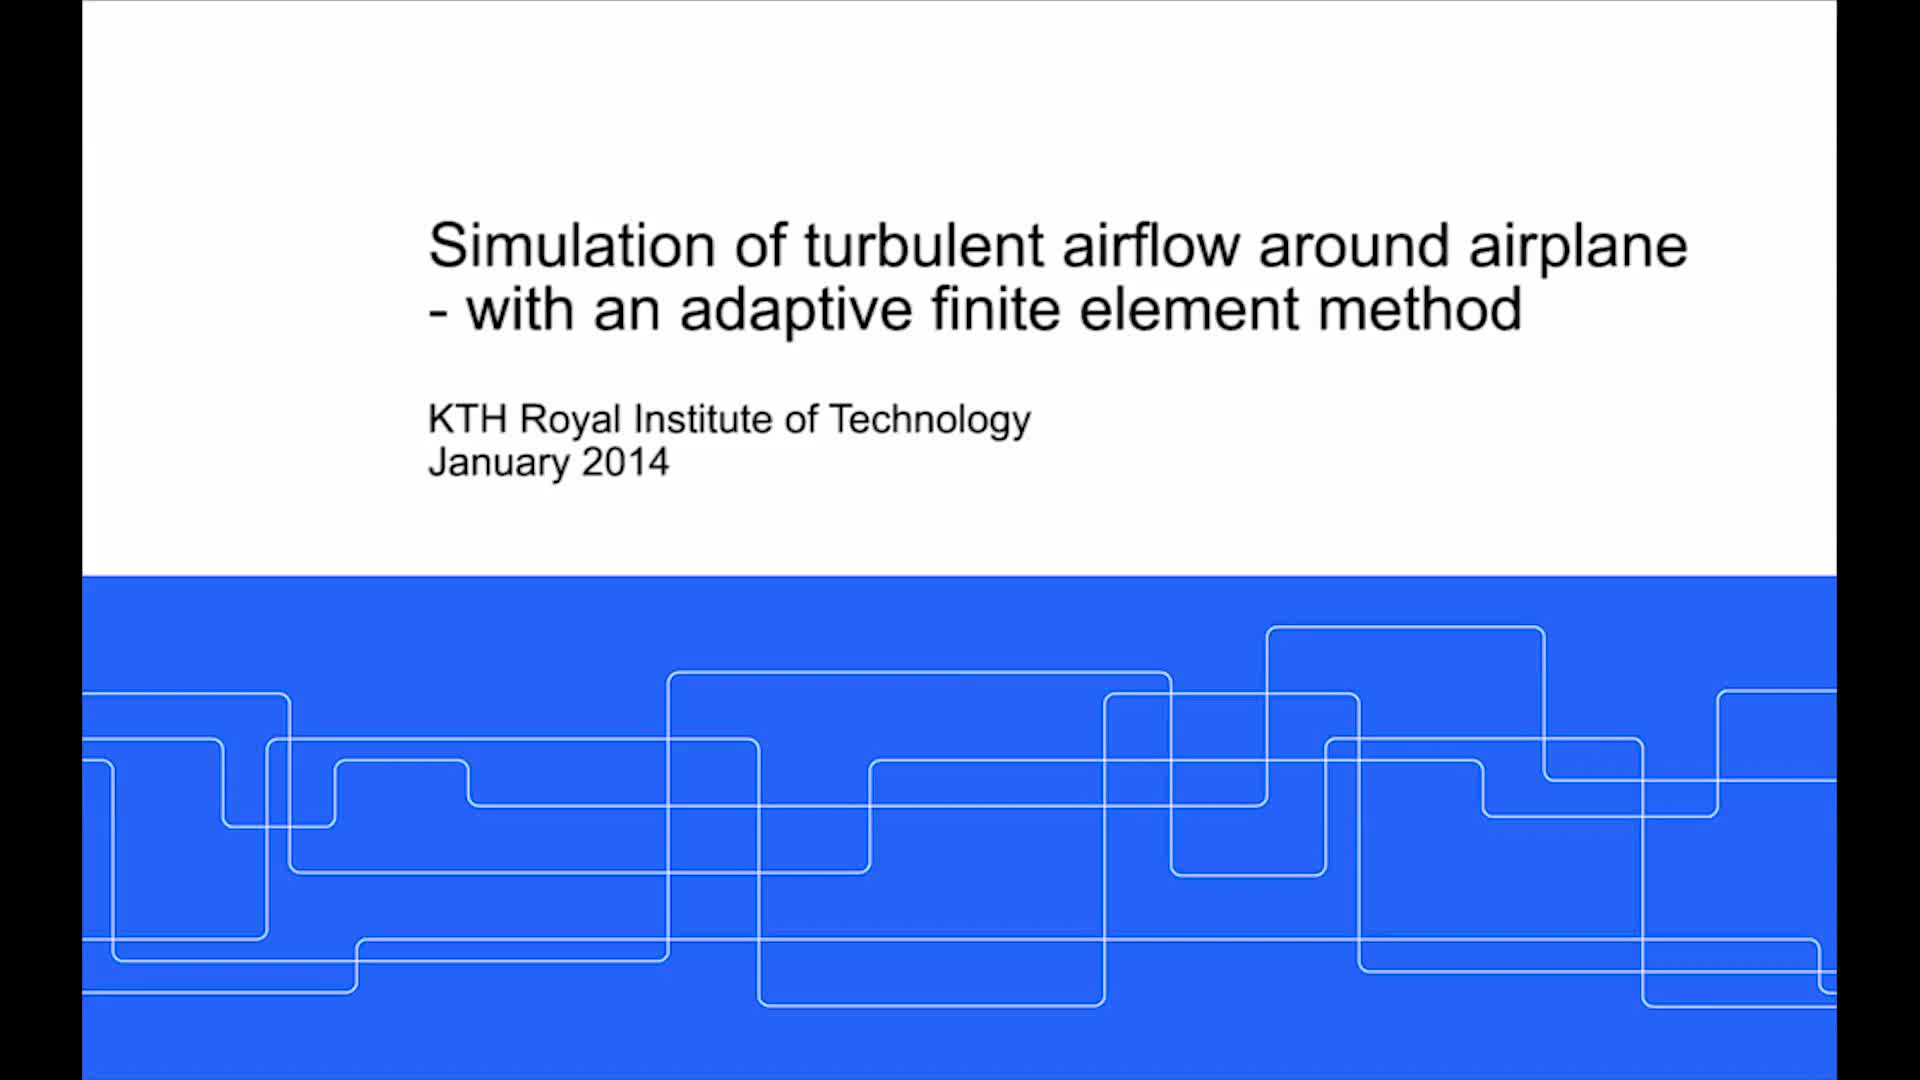 Simulation of turbulent airflow around airplane
- with an adaptive finite element method
KTH Royal Institute of Technology
January 2014